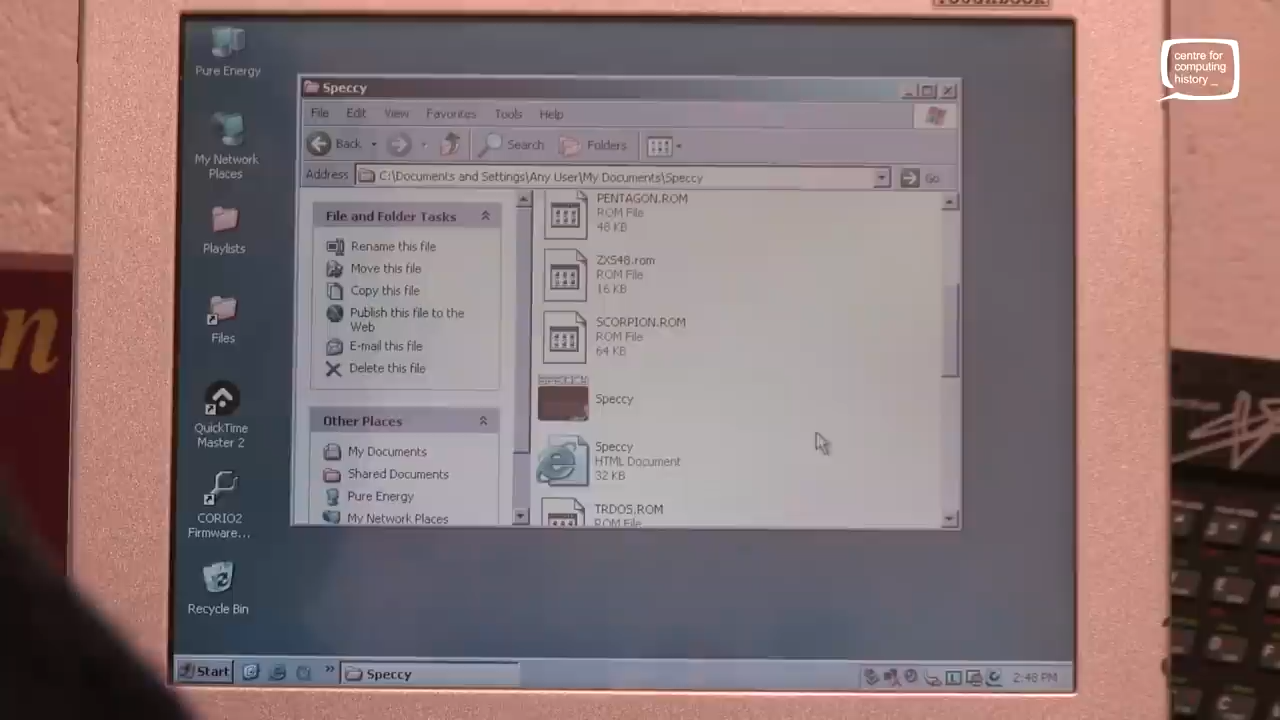 Toughbook
centre for
computing
history _
Pure Energy
My Network
Places
Playlists
Files
QuickTime
Master 2
CORIO2
Firmware...
Recycle Bin
Speccy
File Edit View Favorites Tools Help
Back Search Folders
Address C:\Documents and Settings\Any User\My Documents\Speccy Go
File and Folder Tasks
Rename this file
Move this file
Copy this file
Publish this file to the
Web
E-mail this file
Delete this file
Other Places
My Documents
Shared Documents
Pure Energy
My Network Places
PENTAGON.ROM
ROM File
48 KB
ZXS48.rom
ROM File
16 KB
SCORPION.ROM
ROM File
64 KB
Speccy
Speccy
HTML Document
32 KB
TRDOS.ROM
ROM File
Start
Speccy
2:48 PM
n